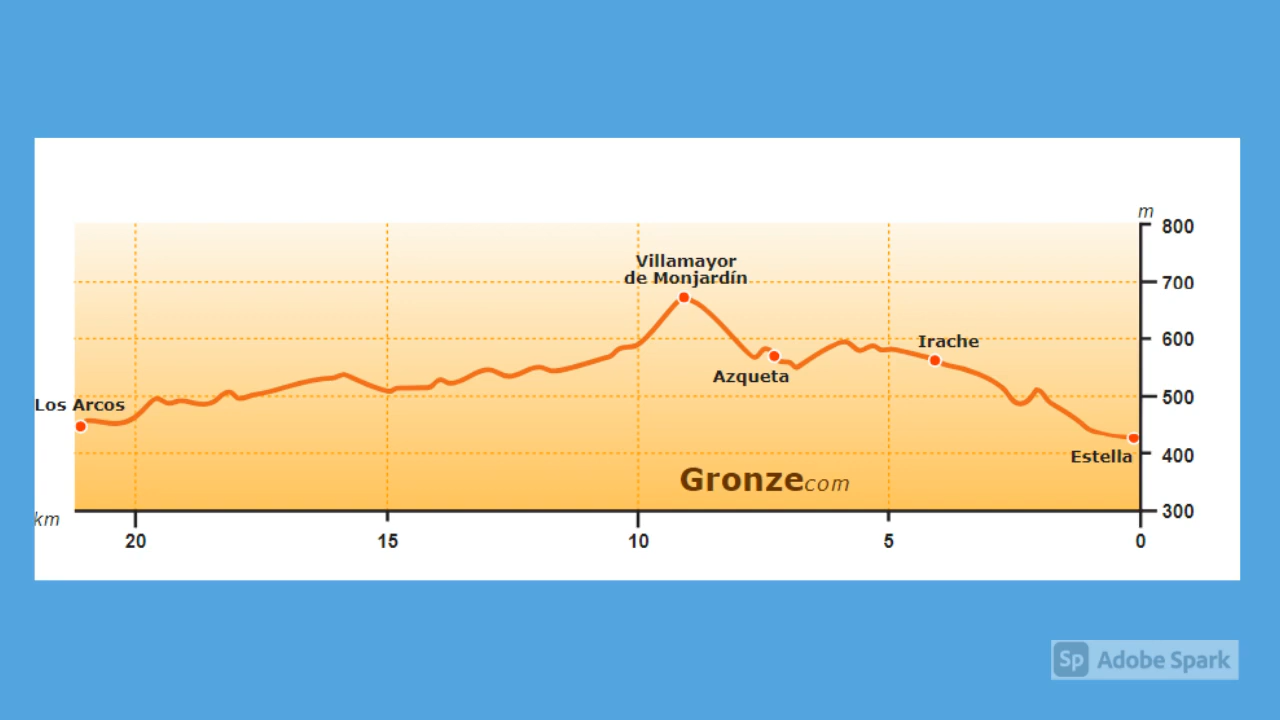 m
800
Villamayor
de Monjardín
700
Irache
600
Azqueta
Los Arcos
500
Estella
400
Gronzecom
300
km
20 15 10 5 0
Sp Adobe Spark